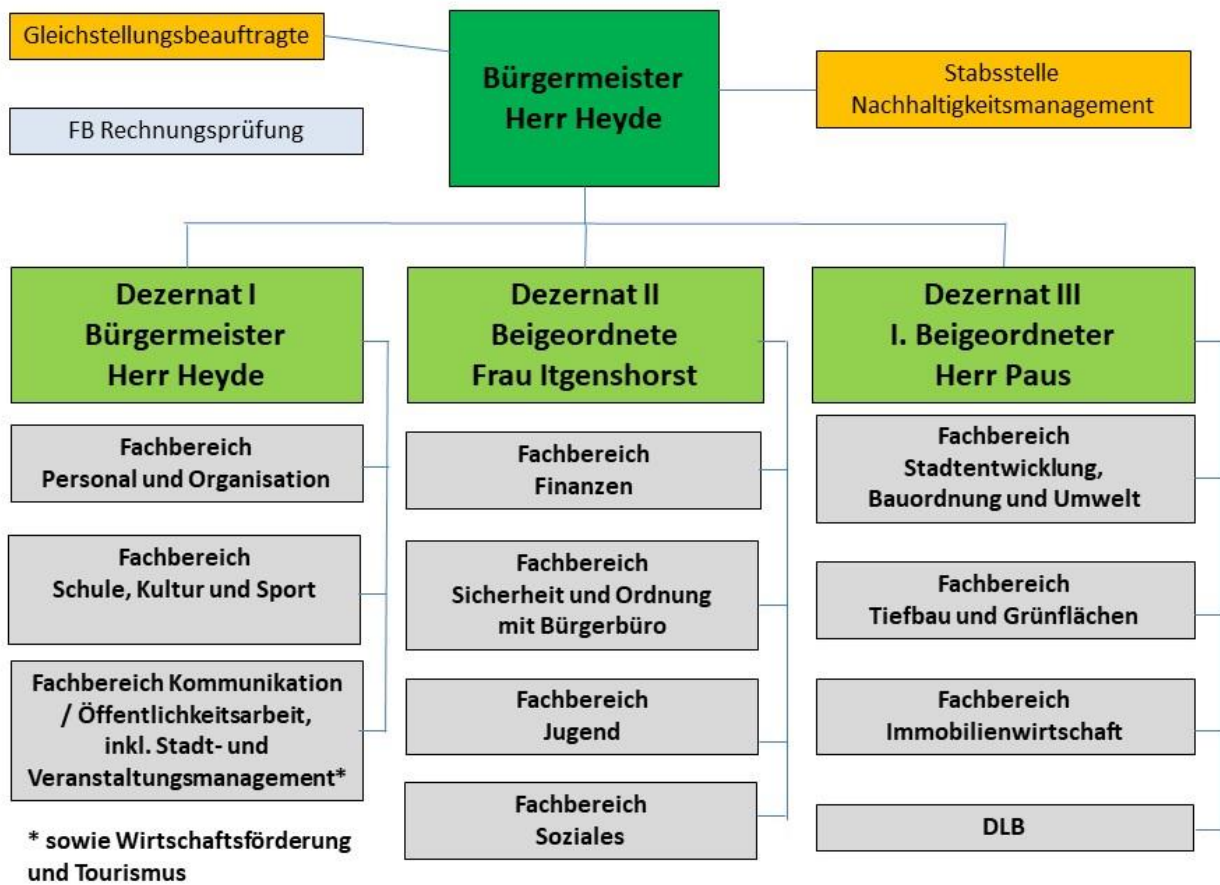 Gleichstellungsbeauftragte
Bürgermeister
Herr Heyde
Stabsstelle
Nachhaltigkeitsmanagement
FB Rechnungsprüfung
Dezernat I
Bürgermeister
Herr Heyde
Fachbereich
Personal und Organisation
Fachbereich
Schule, Kultur und Sport
Fachbereich Kommunikation
/ Öffentlichkeitsarbeit,
inkl. Stadt- und
Veranstaltungsmanagement*
* sowie Wirtschaftsförderung
und Tourismus
Dezernat II
Beigeordnete
Frau Itgenshorst
Fachbereich
Finanzen
Fachbereich
Sicherheit und Ordnung
mit Bürgerbüro
Fachbereich
Jugend
Fachbereich
Soziales
Dezernat III
I. Beigeordneter
Herr Paus
Fachbereich
Stadtentwicklung,
Bauordnung und Umwelt
Fachbereich
Tiefbau und Grünflächen
Fachbereich
Immobilienwirtschaft
DLB